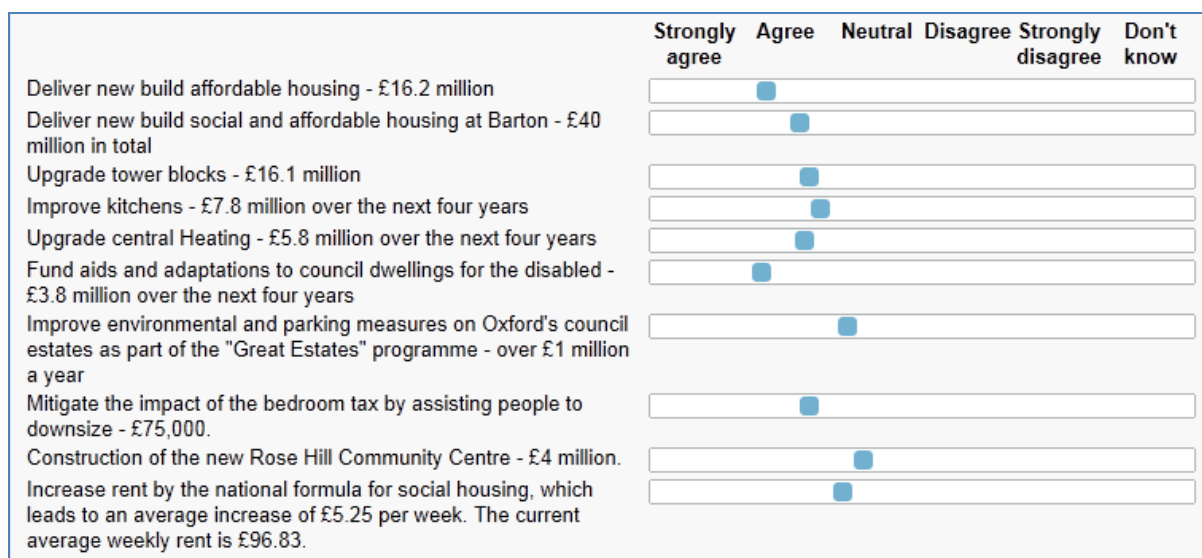 Strongly agree Agree Neutral Disagree Strongly disagree Don't know
Deliver new build affordable housing - £16.2 million
Deliver new build social and affordable housing at Barton - £40
million in total
Upgrade tower blocks - £16.1 million
Improve kitchens - £7.8 million over the next four years
Upgrade central Heating - £5.8 million over the next four years
Fund aids and adaptations to council dwellings for the disabled -
£3.8 million over the next four years
Improve environmental and parking measures on Oxford's council
estates as part of the "Great Estates" programme - over £1 million
a year
Mitigate the impact of the bedroom tax by assisting people to
downsize - £75,000.
Construction of the new Rose Hill Community Centre - £4 million.
Increase rent by the national formula for social housing, which
leads to an average increase of £5.25 per week. The current
average weekly rent is £96.83.